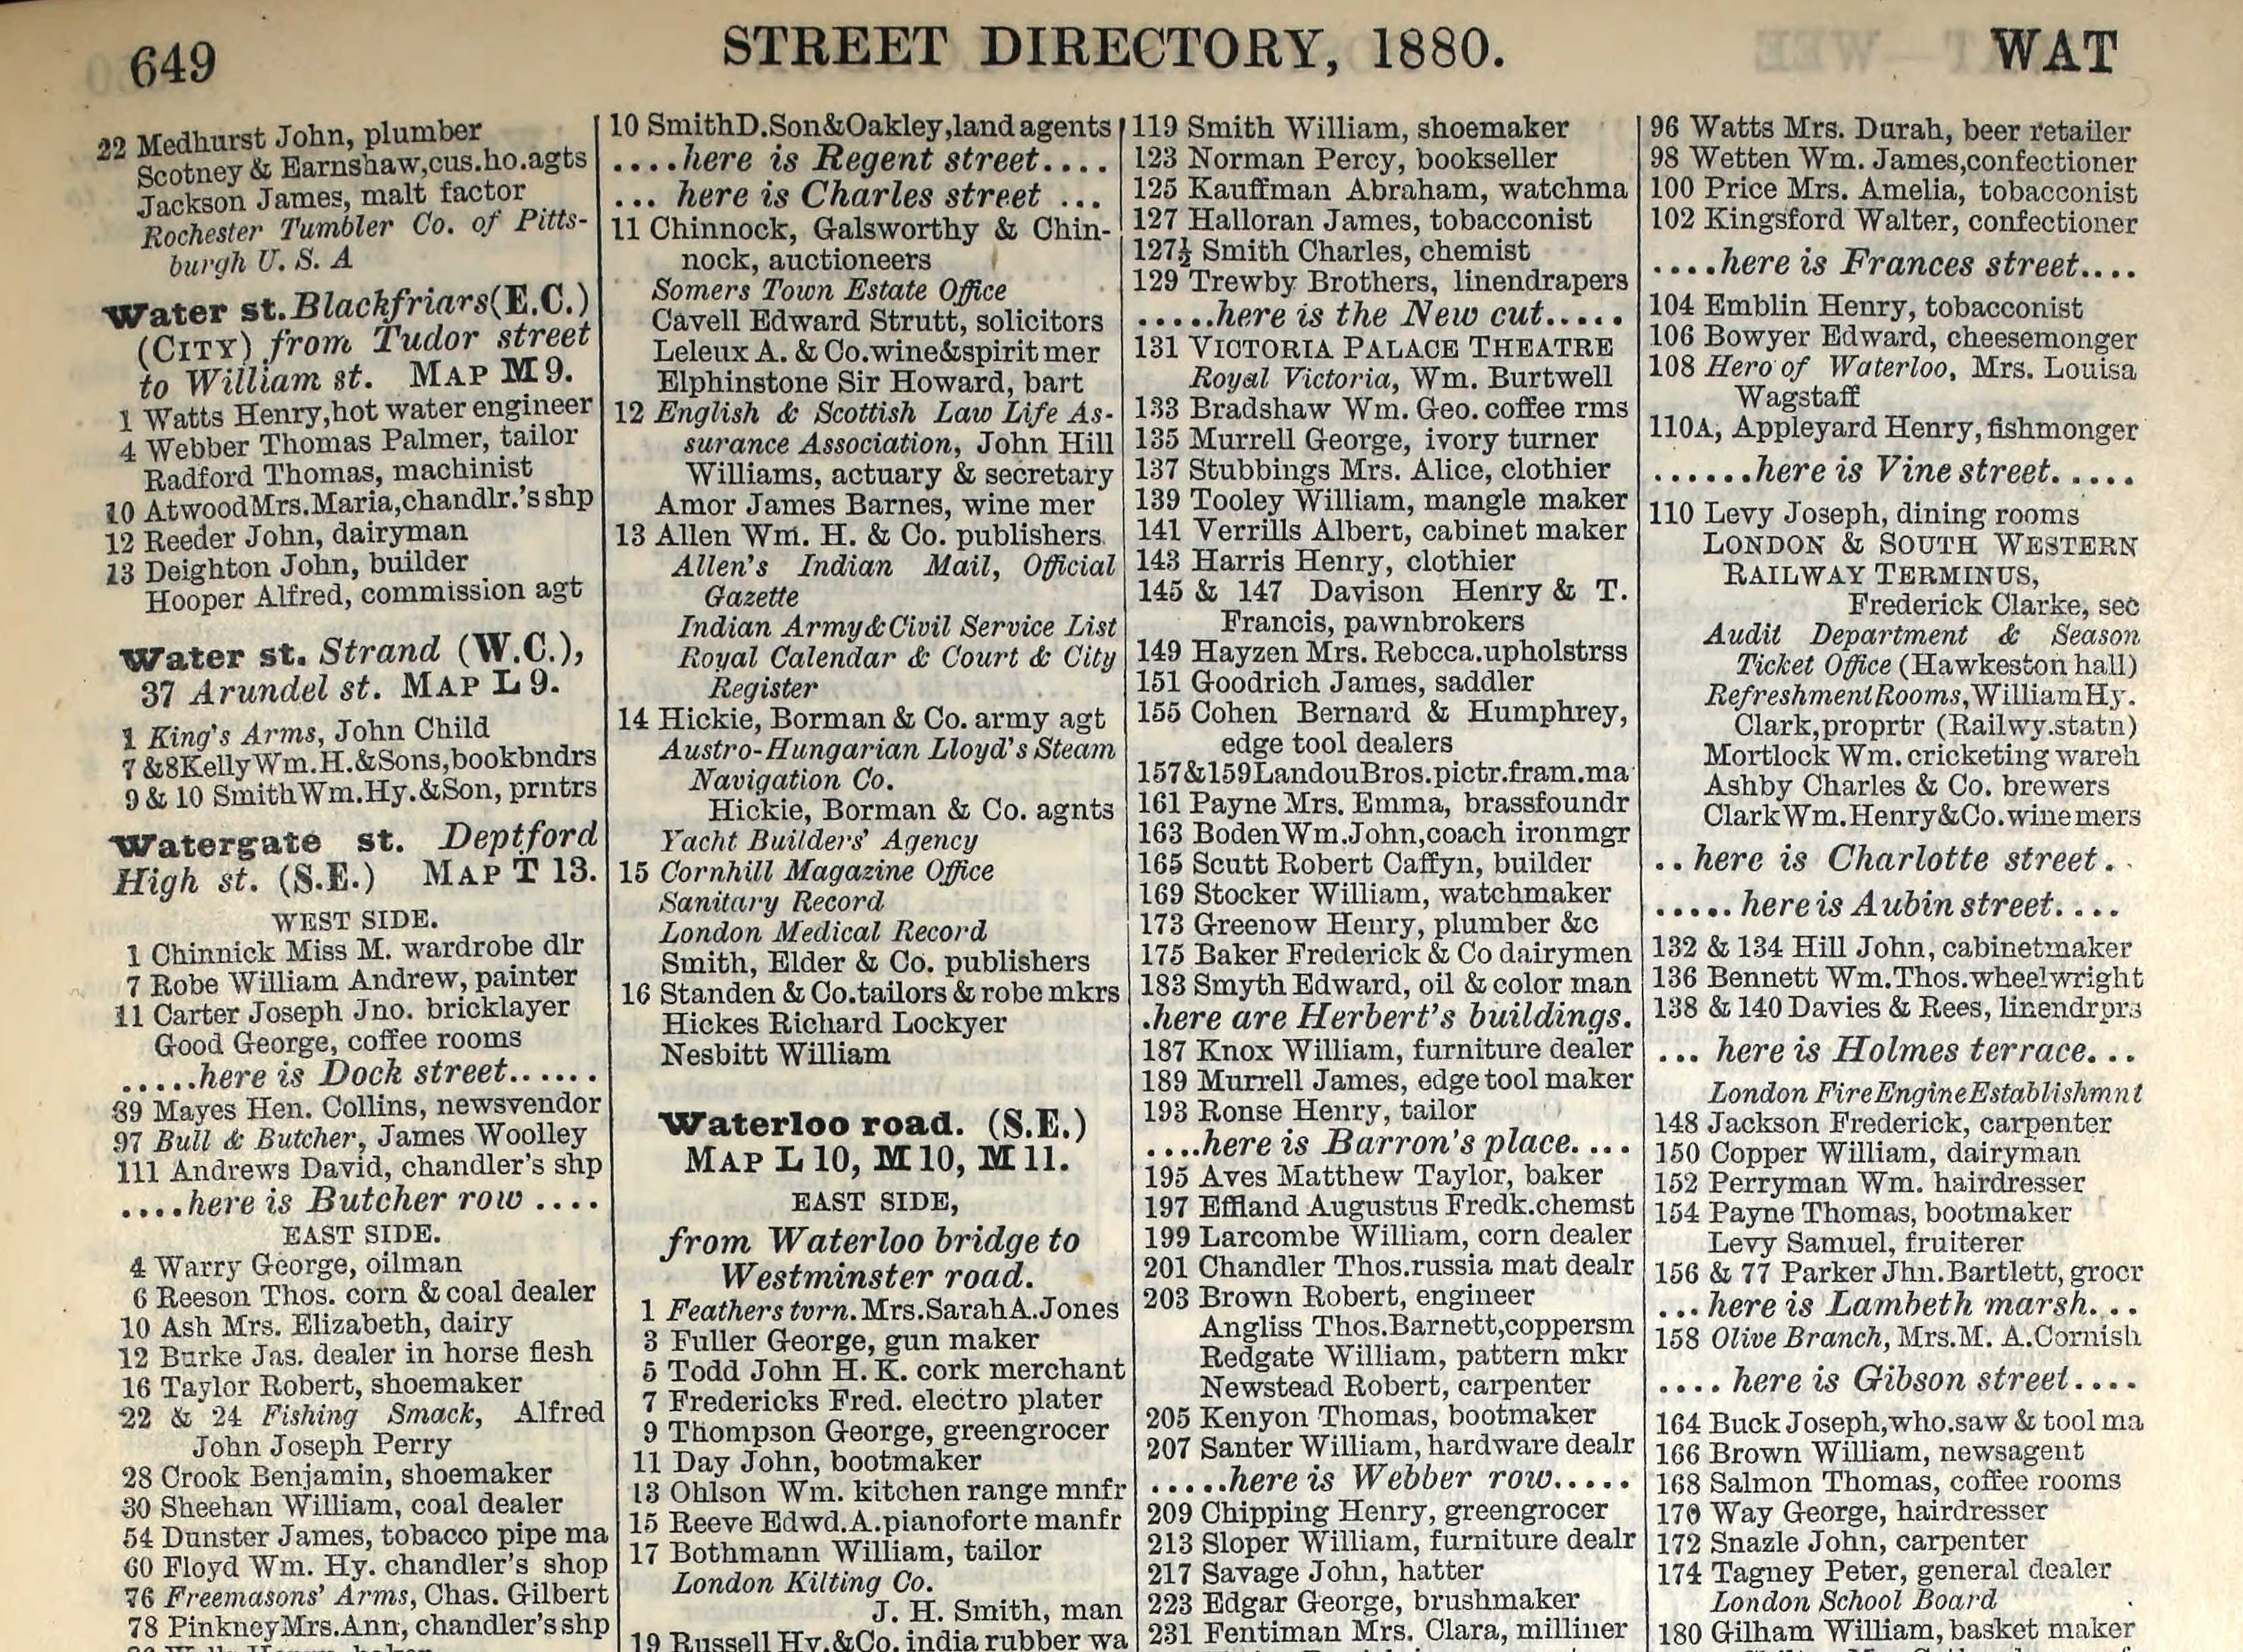 649
STREET DIRECTORY, 1880.
WAT
22 Medhurst John, plumber
Scotney & Earnshaw,cus.ho.agts
Jackson James, malt factor
Rochester Tumbler Co. of Pitts-
burgh U. S. A
Water st. Blackfriars (E.C.)
(CITY) from Tudor street
to William st. MAP M 9.
1 Watts Henry,hot water engineer
4 Webber Thomas Palmer, tailor
Radford Thomas, machinist
10 AtwoodMrs.Maria,chandlr.'s shp
12 Reeder John, dairyman
13 Deighton John, builder
Hooper Alfred, commission agt
Water st. Strand (W.C.),
37 Arundel st. MAP L 9.
1 King's Arms, John Child
7 &8KellyWm.H.&Sons,bookbndrs
9 & 10 SmithWm.Hy.&Son, prntrs
Watergate st. Deptford
High st. (S.E.) MAP T 13.
WEST SIDE.
1 Chinnick Miss M. wardrobe dlr
7 Robe William Andrew, painter
11 Carter Joseph Jno. bricklayer
Good George, coffee rooms
.....here is Dock street......
89 Mayes Hen. Collins, newsvendor
97 Bull & Butcher, James Woolley
111 Andrews David, chandler's shp
....here is Butcher row ....
EAST SIDE.
4 Warry George, oilman
6 Reeson Thos. corn & coal dealer
10 Ash Mrs. Elizabeth, dairy
12 Burke Jas. dealer in horse flesh
16 Taylor Robert, shoemaker
22 & 24 Fishing Smack, Alfred
John Joseph Perry
28 Crook Benjamin, shoemaker
30 Sheehan William, coal dealer
54 Dunster James, tobacco pipe ma
60 Floyd Wm. Hy. chandler's shop
76 Freemasons' Arms, Chas. Gilbert
78 PinkneyMrs.Ann, chandler's shp
10 SmithD.Son&Oakley,land agents
....here is Regent street....
... here is Charles street ...
11 Chinnock, Galsworthy & Chin-
nock, auctioneers
Somers Town Estate Office
Cavell Edward Strutt, solicitors
Leleux A. & Co.wine&spirit mer
Elphinstone Sir Howard, bart
12 English & Scottish Law Life As-
surance Association, John Hill
Williams, actuary & secretary
Amor James Barnes, wine mer
13 Allen Wm. H. & Co. publishers
Allen's Indian Mail, Official
Gazette
Indian Army&Civil Service List
Royal Calendar & Court & City
Register
14 Hickie, Borman & Co. army agt
Austro-Hungarian Lloyd's Steam
Navigation Co.
Hickie, Borman & Co. agnts
Yacht Builders' Agency
15 Cornhill Magazine Office
Sanitary Record
London Medical Record
Smith, Elder & Co. publishers
16 Standen & Co.tailors & robe mkrs
Hickes Richard Lockyer
Nesbitt William
Waterloo road. (S.E.)
MAP L 10, M 10, M 11.
EAST SIDE,
from Waterloo bridge to
Westminster road.
1 Feathers tvrn.Mrs.SarahA.Jones
3 Fuller George, gun maker
5 Todd John H. K. cork merchant
7 Fredericks Fred. electro plater
9 Thompson George, greengrocer
11 Day John, bootmaker
13 Ohlson Wm. kitchen range mnfr
15 Reeve Edwd.A.pianoforte manfr
17 Bothmann William, tailor
London Kilting Co.
J. H. Smith, man
19 Russell Hy.&Co. india rubber wa
119 Smith William, shoemaker
123 Norman Percy, bookseller
125 Kauffman Abraham, watchma
127 Halloran James, tobacconist
127½ Smith Charles, chemist
129 Trewby Brothers, linendrapers
.....here is the New cut.....
131 VICTORIA PALACE THEATRE
Royal Victoria, Wm. Burtwell
133 Bradshaw Wm. Geo. coffee rms
135 Murrell George, ivory turner
137 Stubbings Mrs. Alice, clothier
139 Tooley William, mangle maker
141 Verrills Albert, cabinet maker
143 Harris Henry, clothier
145 & 147 Davison Henry & T.
Francis, pawnbrokers
149 Hayzen Mrs. Rebcca.upholstrss
151 Goodrich James, saddler
155 Cohen Bernard & Humphrey,
edge tool dealers
157&159LandouBros.pictr.fram.ma
161 Payne Mrs. Emma, brassfoundr
163 Boden Wm.John,coach ironmgr
165 Scutt Robert Caffyn, builder
169 Stocker William, watchmaker
173 Greenow Henry, plumber &c
175 Baker Frederick & Co dairymen
183 Smyth Edward, oil & color man
.here are Herbert's buildings.
187 Knox William, furniture dealer
189 Murrell James, edge tool maker
193 Ronse Henry, tailor
....here is Barron's place....
195 Aves Matthew Taylor, baker
197 Effland Augustus Fredk.chemst
199 Larcombe William, corn dealer
201 Chandler Thos.russia mat dealr
203 Brown Robert, engineer
Angliss Thos.Barnett,coppersm
Redgate William, pattern mkr
Newstead Robert, carpenter
205 Kenyon Thomas, bootmaker
207 Santer William, hardware dealr
.....here is Webber row.....
209 Chipping Henry, greengrocer
213 Sloper William, furniture dealr
217 Savage John, hatter
223 Edgar George, brushmaker
231 Fentiman Mrs. Clara, milliner
96 Watts Mrs. Durah, beer retailer
98 Wetten Wm. James,confectioner
100 Price Mrs. Amelia, tobacconist
102 Kingsford Walter, confectioner
....here is Frances street....
104 Emblin Henry, tobacconist
106 Bowyer Edward, cheesemonger
108 Hero of Waterloo, Mrs. Louisa
Wagstaff
110A, Appleyard Henry, fishmonger
......here is Vine street.....
110 Levy Joseph, dining rooms
LONDON & SOUTH WESTERN
RAILWAY TERMINUS,
Frederick Clarke, sec
Audit Department & Season
Ticket Office (Hawkeston hall)
RefreshmentRooms,WilliamHy.
Clark,proprtr (Railwy.statn)
Mortlock Wm. cricketing wareh
Ashby Charles & Co. brewers
ClarkWm.Henry&Co.wine mers
.. here is Charlotte street..
..... here is Aubin street....
132 & 134 Hill John, cabinetmaker
136 Bennett Wm.Thos.wheelwright
138 & 140 Davies & Rees, linendrprs
... here is Holmes terrace...
London FireEngineEstablishmnt
148 Jackson Frederick, carpenter
150 Copper William, dairyman
152 Perryman Wm. hairdresser
154 Payne Thomas, bootmaker
Levy Samuel, fruiterer
156 & 77 Parker Jhn.Bartlett, grocr
...here is Lambeth marsh...
158 Olive Branch, Mrs.M. A.Cornish
.... here is Gibson street....
164 Buck Joseph,who.saw & tool ma
166 Brown William, newsagent
168 Salmon Thomas, coffee rooms
170 Way George, hairdresser
172 Snazle John, carpenter
174 Tagney Peter, general dealer
London School Board
180 Gilham William, basket maker